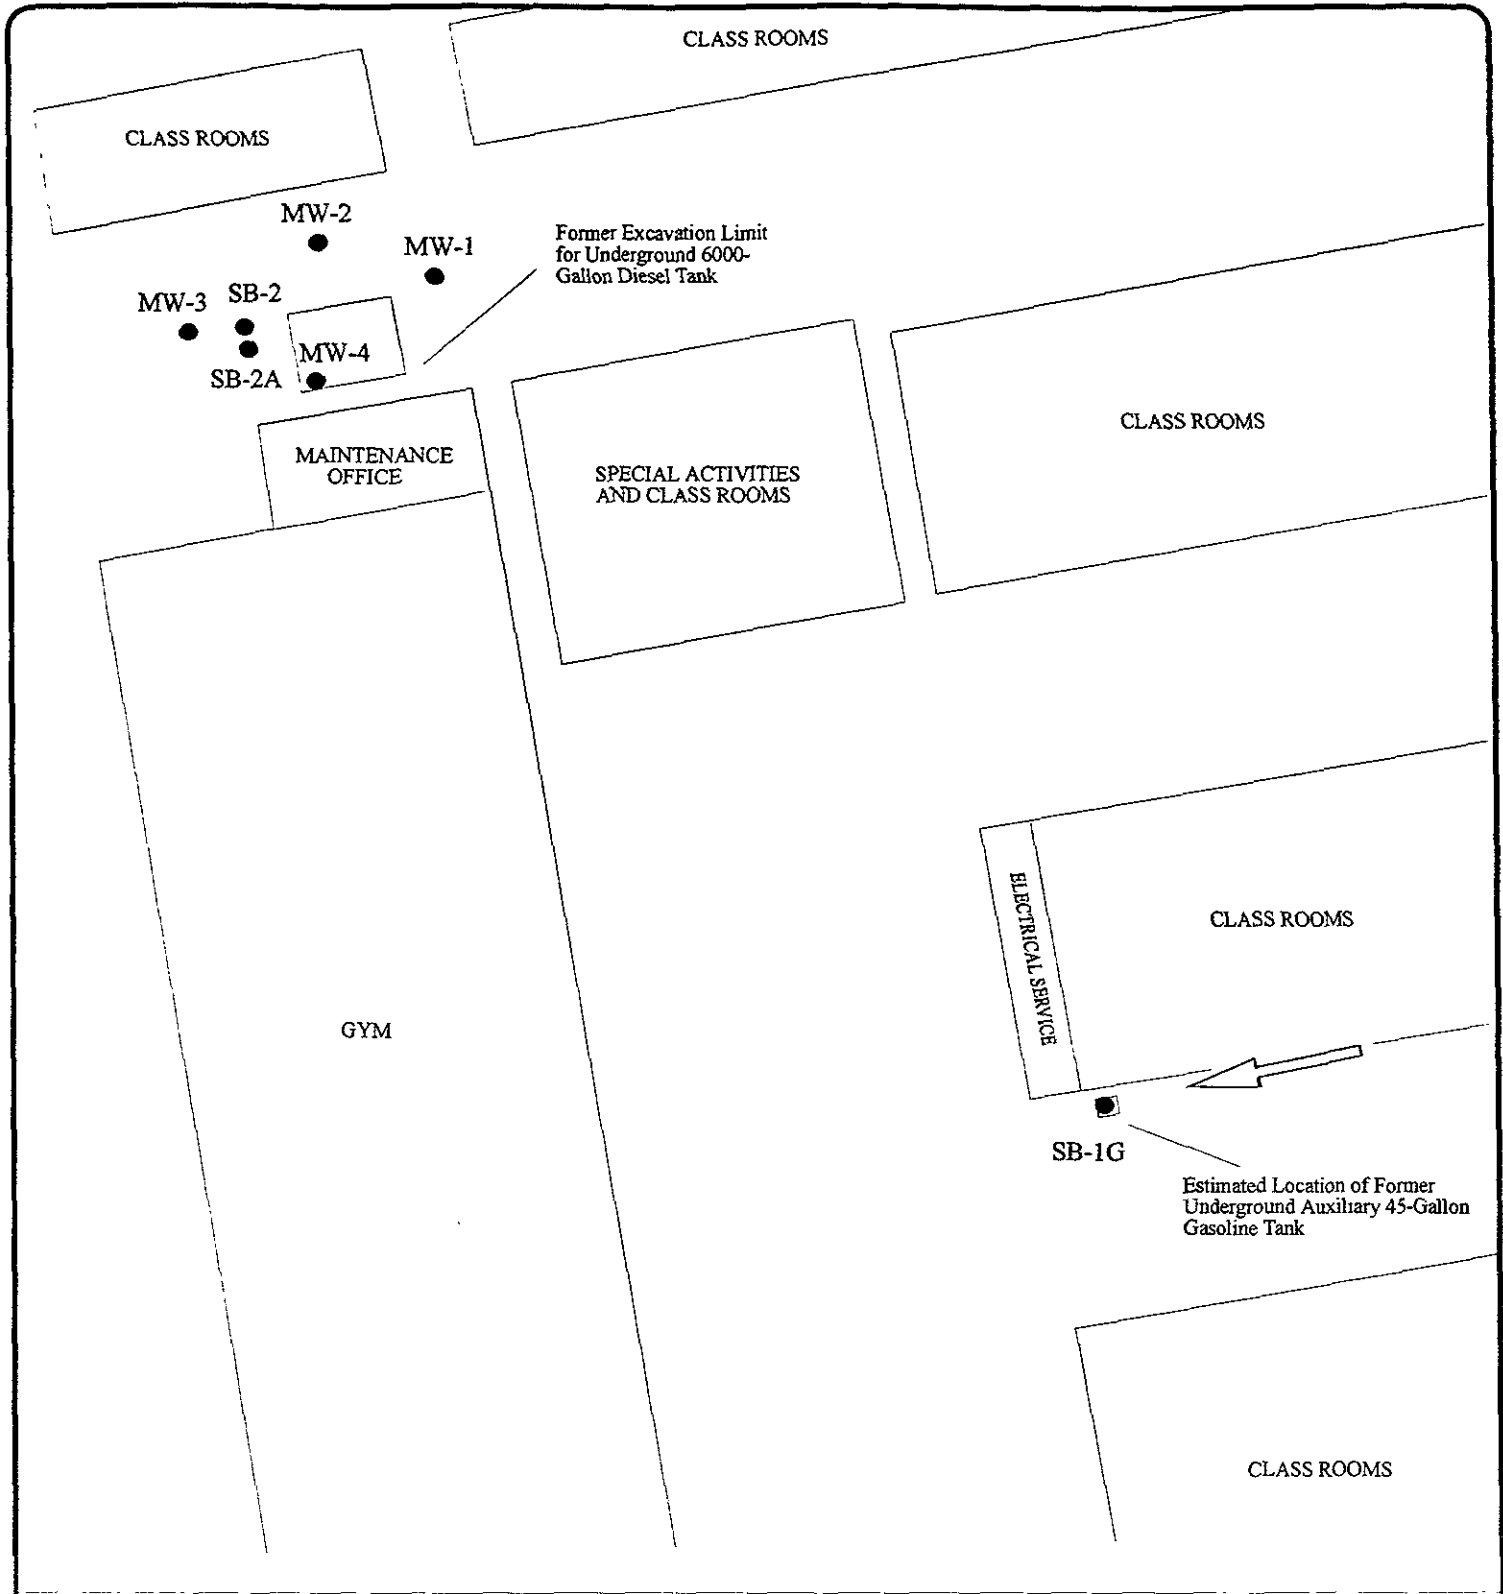 CLASS ROOMS
CLASS ROOMS
MW-2
MW-1
Former Excavation Limit
for Underground 6000-
Gallon Diesel Tank
MW-3
SB-2
MW-4
SB-2A
MAINTENANCE
OFFICE
SPECIAL ACTIVITIES
AND CLASS ROOMS
CLASS ROOMS
ELECTRICAL SERVICE
CLASS ROOMS
GYM
SB-1G
Estimated Location of Former
Underground Auxiliary 45-Gallon
Gasoline Tank
CLASS ROOMS